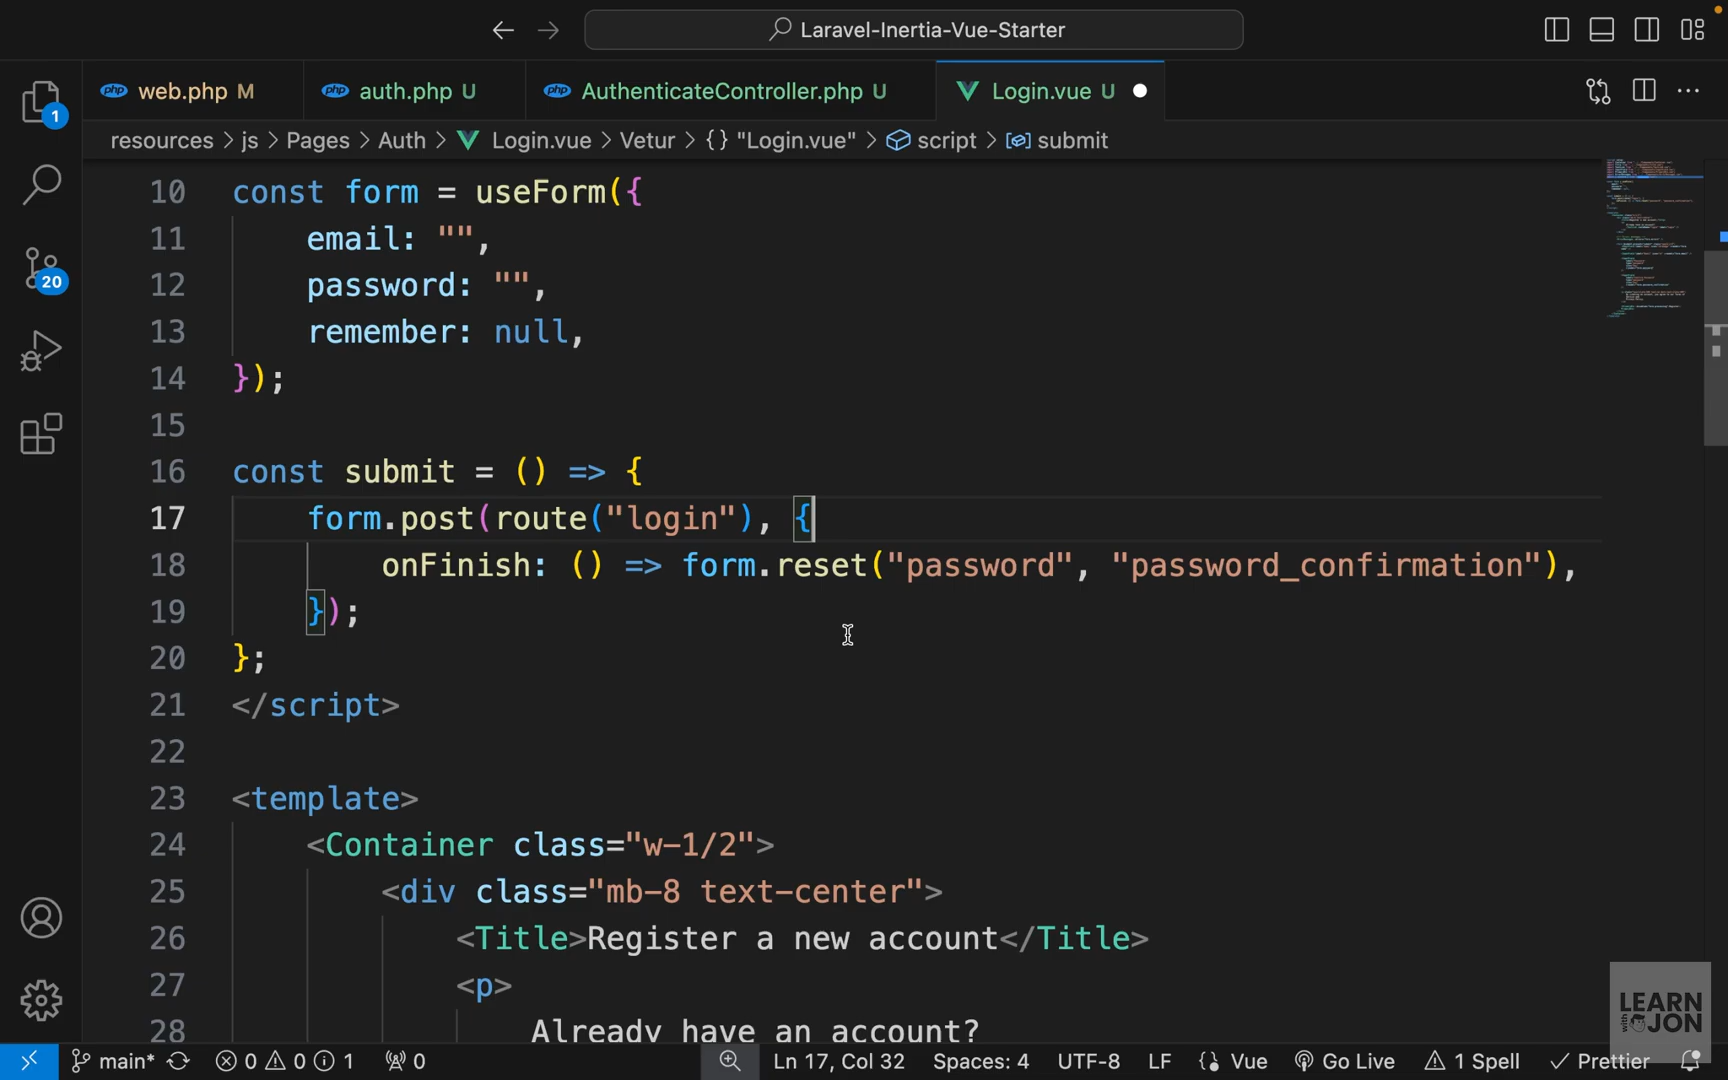 Laravel-Inertia-Vue-Starter
web.php M
auth.php U
AuthenticateController.php U
Login.vue U
resources > js > Pages > Auth > Login.vue > Vetur > {} "Login.vue" > script > submit
10 const form = useForm({
11 email: "",
12 password: "",
13 remember: null,
14 });
15
16 const submit = () => {
17 form.post(route("login"), {
18 onFinish: () => form.reset("password", "password_confirmation"),
19 });
20 };
21 </script>
22
23 <template>
24 <Container class="w-1/2">
25 <div class="mb-8 text-center">
26 <Title>Register a new account</Title>
27 <p>
28 Already have an account?
1
20
LEARN
with JON
main* 0 0 1 0 Ln 17, Col 32 Spaces: 4 UTF-8 LF Vue Go Live 1 Spell Prettier